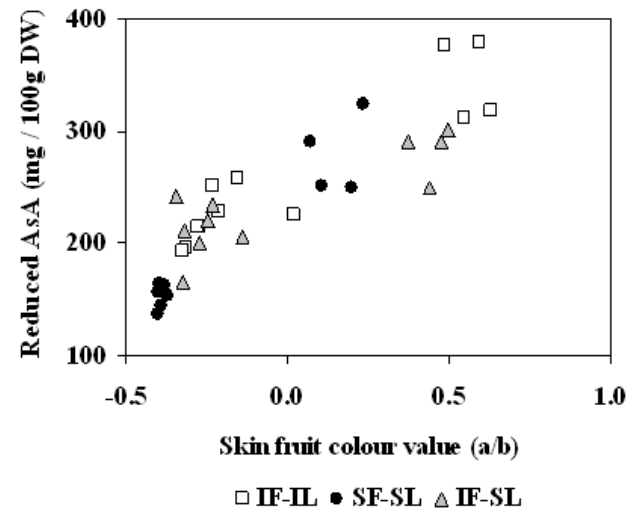 400
300
200
100
Reduced AsA (mg / 100g DW)
-0.5 0.0 0.5 1.0
Skin fruit colour value (a/b)
IF-IL SF-SL IF-SL